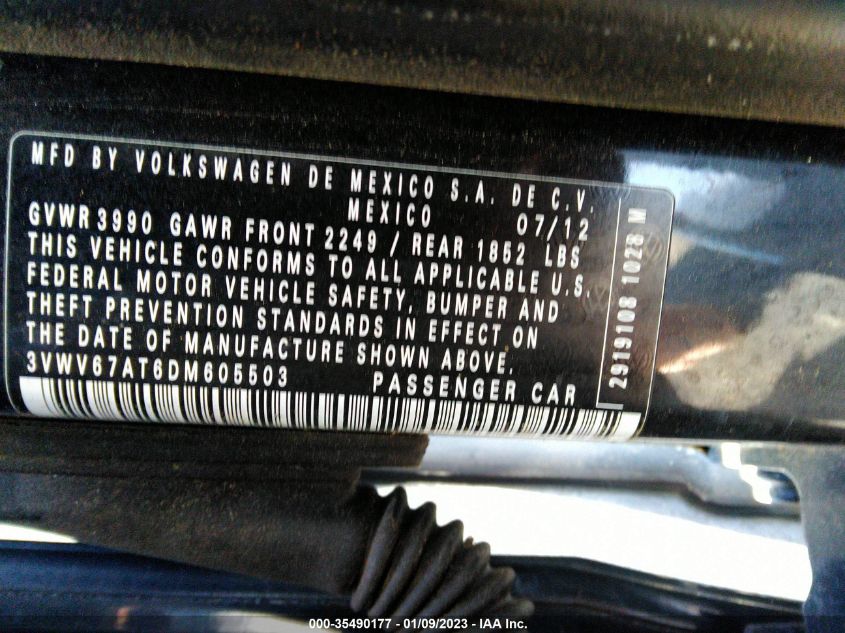 MFD BY VOLKSWAGEN DE MEXICO S.A. DE C.V.
MEXICO 07/12
GVWR 3990 GAWR FRONT 2249 / REAR 1852 LBS
THIS VEHICLE CONFORMS TO ALL APPLICABLE U.S.
FEDERAL MOTOR VEHICLE SAFETY, BUMPER AND
THEFT PREVENTION STANDARDS IN EFFECT ON
THE DATE OF MANUFACTURE SHOWN ABOVE.
3VWV67AT6DM605503 PASSENGER CAR
2919108 1028 M
000-35490177 - 01/09/2023 - IAA Inc.